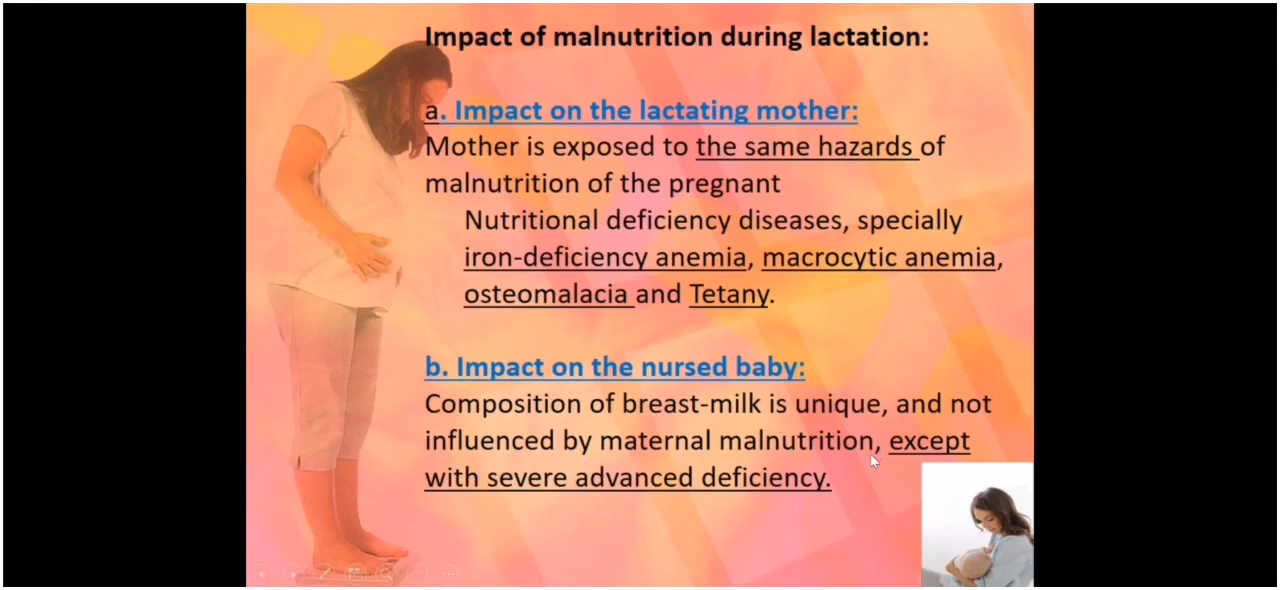 Impact of malnutrition during lactation:
a. Impact on the lactating mother:
Mother is exposed to the same hazards of
malnutrition of the pregnant
Nutritional deficiency diseases, specially
iron-deficiency anemia, macrocytic anemia,
osteomalacia and Tetany.
b. Impact on the nursed baby:
Composition of breast-milk is unique, and not
influenced by maternal malnutrition, except
with severe advanced deficiency.